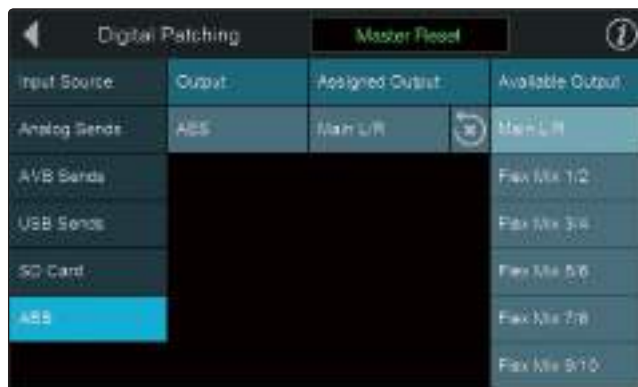 Digital Patching Master Reset
Input Source Output Assigned Output Available Output
Analog Sends AES Main L/R Main L/R
AVB Sends Flex Mix 1/2
USB Sends Flex Mix 3/4
SD Card Flex Mix 5/6
AES Flex Mix 7/8
Flex Mix 9/10